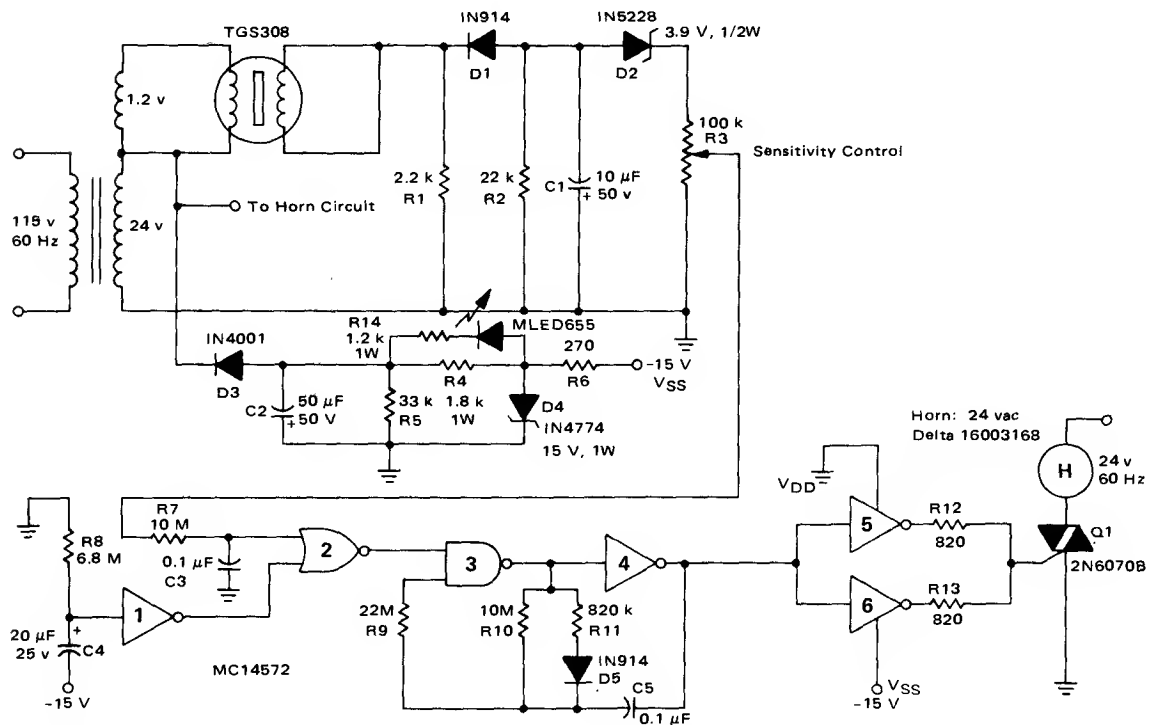 TGS308
IN914
D1
IN5228
3.9 V, 1/2W
D2
1.2 v
100 k
R3
Sensitivity Control
2.2 k
R1
22 k
R2
C1
10 µF
+ 50 v
115 v
60 Hz
24 v
To Horn Circuit
R14
1.2 k
1W
MLED655
270
R6
-15 V
VSS
IN4001
D3
R4
1.8 k
1W
C2
50 µF
+ 50 V
33 k
R5
D4
IN4774
15 V, 1W
Horn: 24 vac
Delta 16003168
H
24 v
60 Hz
VDD
R7
10 M
R8
6.8 M
0.1 µF
C3
1
2
3
4
5
6
R12
820
R13
820
Q1
2N6070B
22M
R9
10M
R10
820 k
R11
IN914
D5
C5
0.1 µF
20 µF
25 v
+
C4
-15 V
MC14572
VSS
-15 V